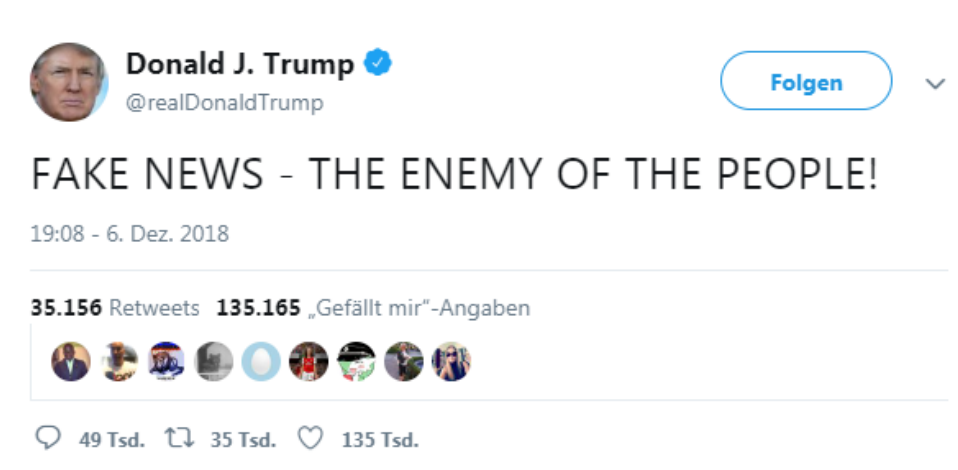 Donald J. Trump
@realDonaldTrump
Folgen
FAKE NEWS - THE ENEMY OF THE PEOPLE!
19:08 - 6. Dez. 2018
35.156 Retweets 135.165 „Gefällt mir“-Angaben
49 Tsd. 35 Tsd. 135 Tsd.